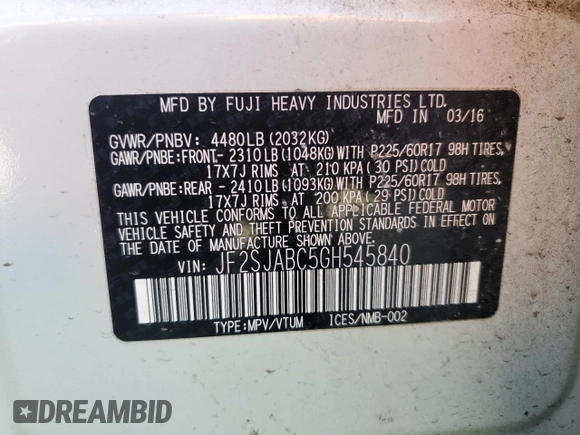 MFD BY FUJI HEAVY INDUSTRIES LTD.
MFD IN 03/16
GVWR/PNBV: 4480LB (2032KG)
GAWR/PNBE:FRONT-2310LB(1048KG)WITH P225/60R17 98H TIRES,
17X7J RIMS AT 210 KPA(30 PSI)COLD
GAWR/PNBE:REAR -2410LB(1093KG)WITH P225/60R17 98H TIRES,
17X7J RIMS AT 200 KPA(29 PSI)COLD
THIS VEHICLE CONFORMS TO ALL APPLICABLE FEDERAL MOTOR
VEHICLE SAFETY AND THEFT PREVENTION STANDARDS IN EFFECT
ON THE DATE OF MANUFACTURE SHOWN ABOVE.
VIN: JF2SJABC5GH545840
TYPE:MPV/VTUM ICES/NMB-002
DREAMBID